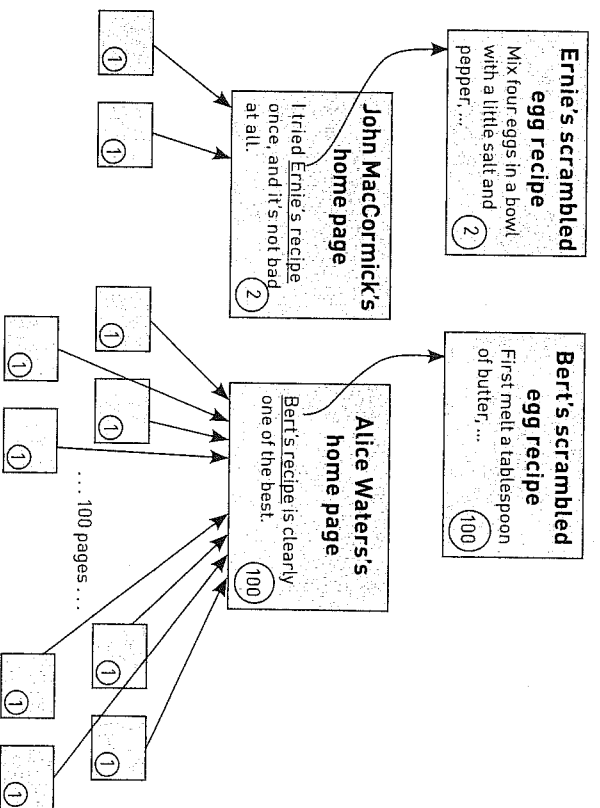 Ernie's scrambled
egg recipe
Mix four eggs in a bowl
with a little salt and
pepper, ...
2
Bert's scrambled
egg recipe
First melt a tablespoon
of butter, ...
100
John MacCormick's
home page
I tried Ernie's recipe
once, and it's not bad
at all.
2
Alice Waters's
home page
Bert's recipe is clearly
one of the best.
100
1
1
1
1
1
1
.... 100 pages ...
1
1
1
1